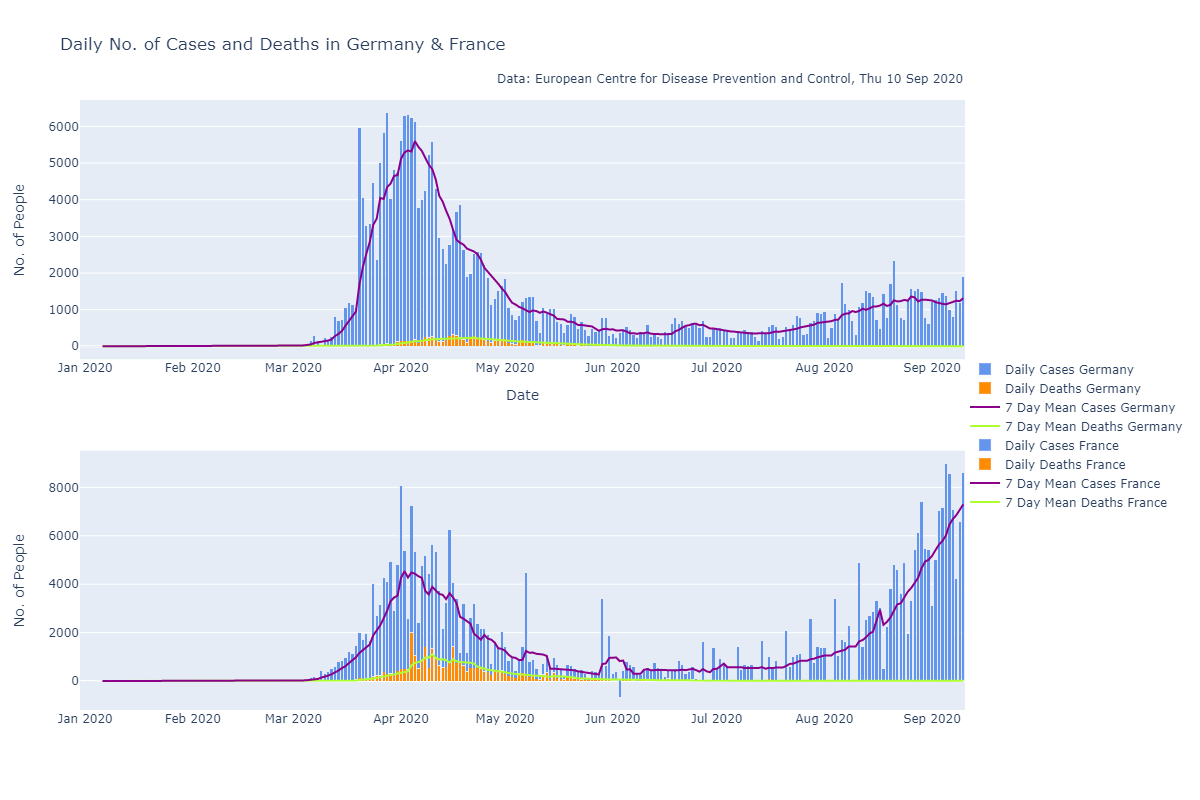 Daily No. of Cases and Deaths in Germany & France
Data: European Centre for Disease Prevention and Control, Thu 10 Sep 2020
No. of People
6000
5000
4000
3000
2000
1000
0
Jan 2020 Feb 2020 Mar 2020 Apr 2020 May 2020 Jun 2020 Jul 2020 Aug 2020 Sep 2020
Date
Daily Cases Germany
Daily Deaths Germany
7 Day Mean Cases Germany
7 Day Mean Deaths Germany
Daily Cases France
Daily Deaths France
7 Day Mean Cases France
7 Day Mean Deaths France
No. of People
8000
6000
4000
2000
0
Jan 2020 Feb 2020 Mar 2020 Apr 2020 May 2020 Jun 2020 Jul 2020 Aug 2020 Sep 2020